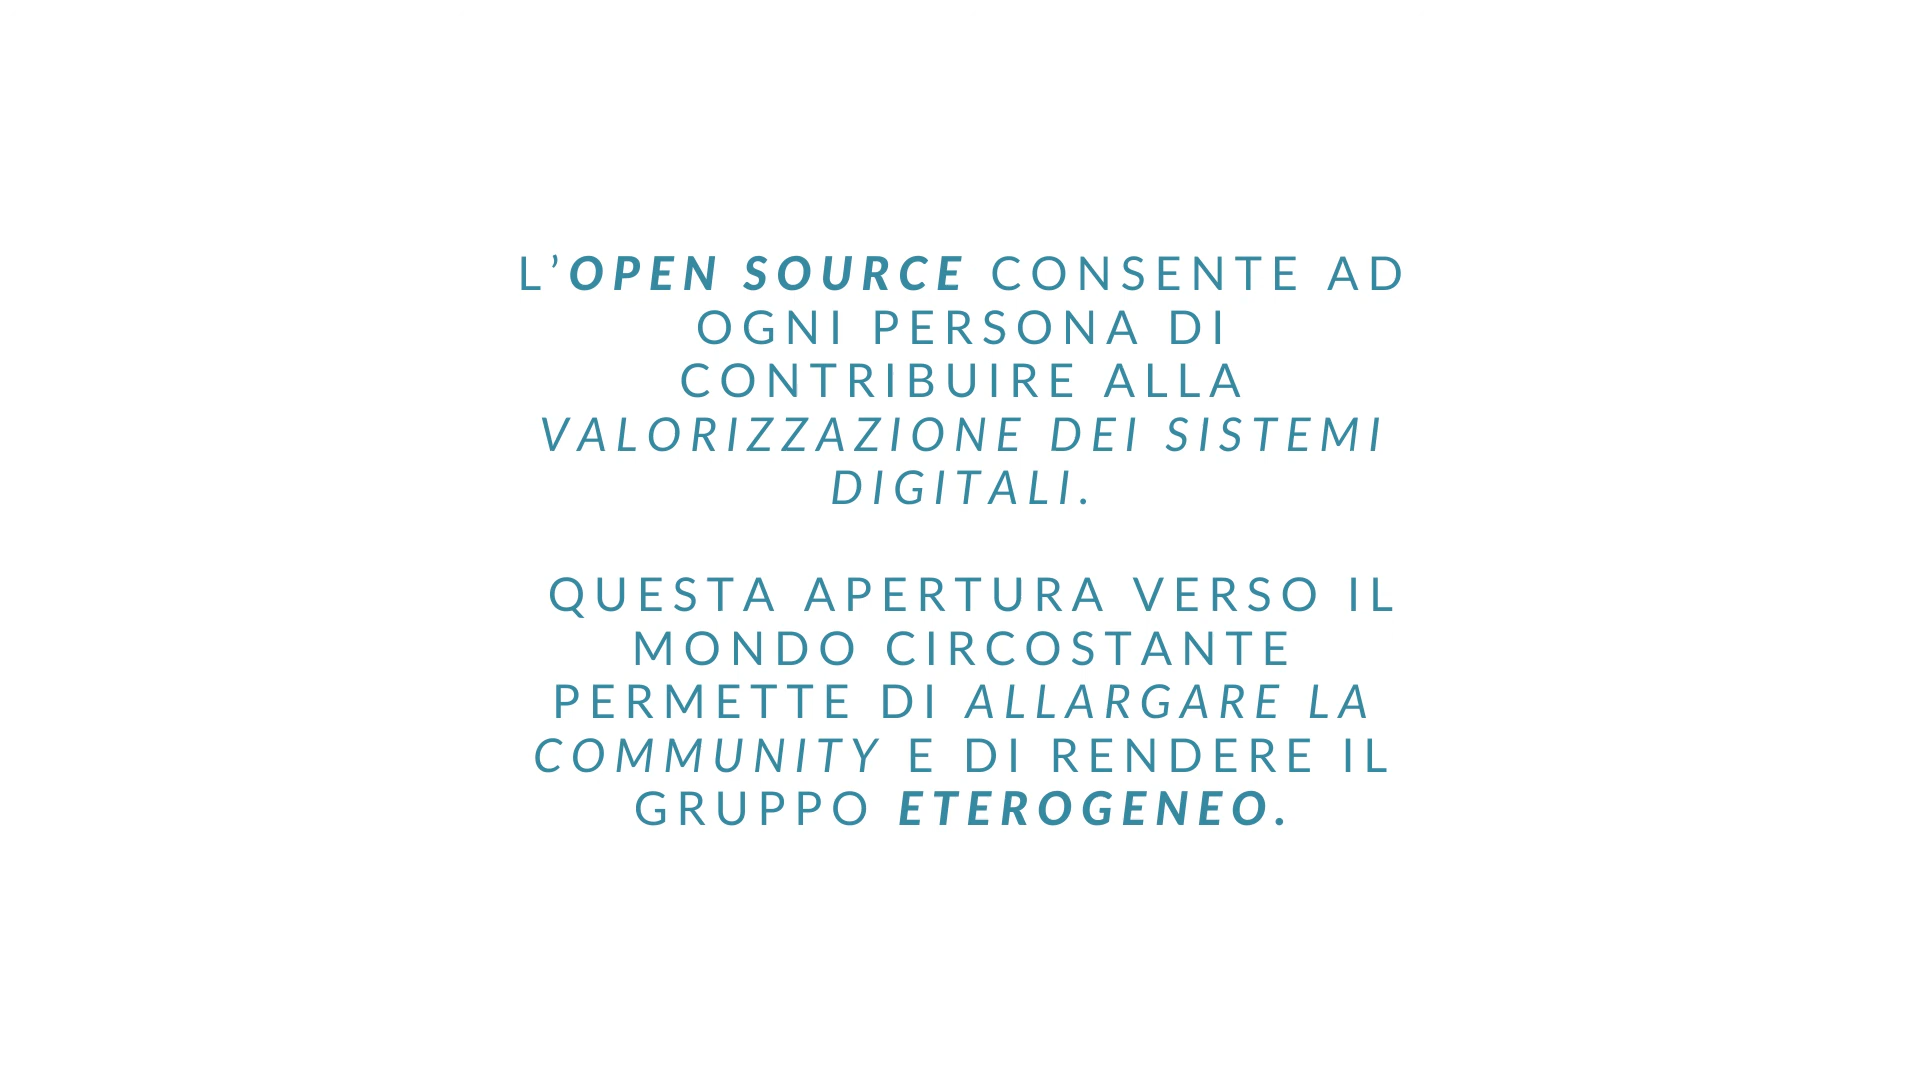 L’OPEN SOURCE CONSENTE AD
OGNI PERSONA DI
CONTRIBUIRE ALLA
VALORIZZAZIONE DEI SISTEMI
DIGITALI.
QUESTA APERTURA VERSO IL
MONDO CIRCOSTANTE
PERMETTE DI ALLARGARE LA
COMMUNITY E DI RENDERE IL
GRUPPO ETEROGENEO.